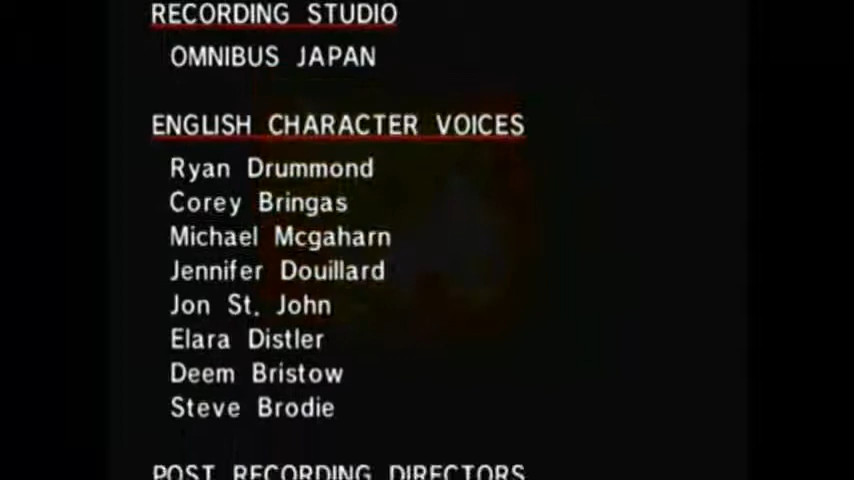 RECORDING STUDIO
OMNIBUS JAPAN
ENGLISH CHARACTER VOICES
Ryan Drummond
Corey Bringas
Michael Mcgaharn
Jennifer Douillard
Jon St. John
Elara Distler
Deem Bristow
Steve Brodie
POST RECORDING DIRECTORS